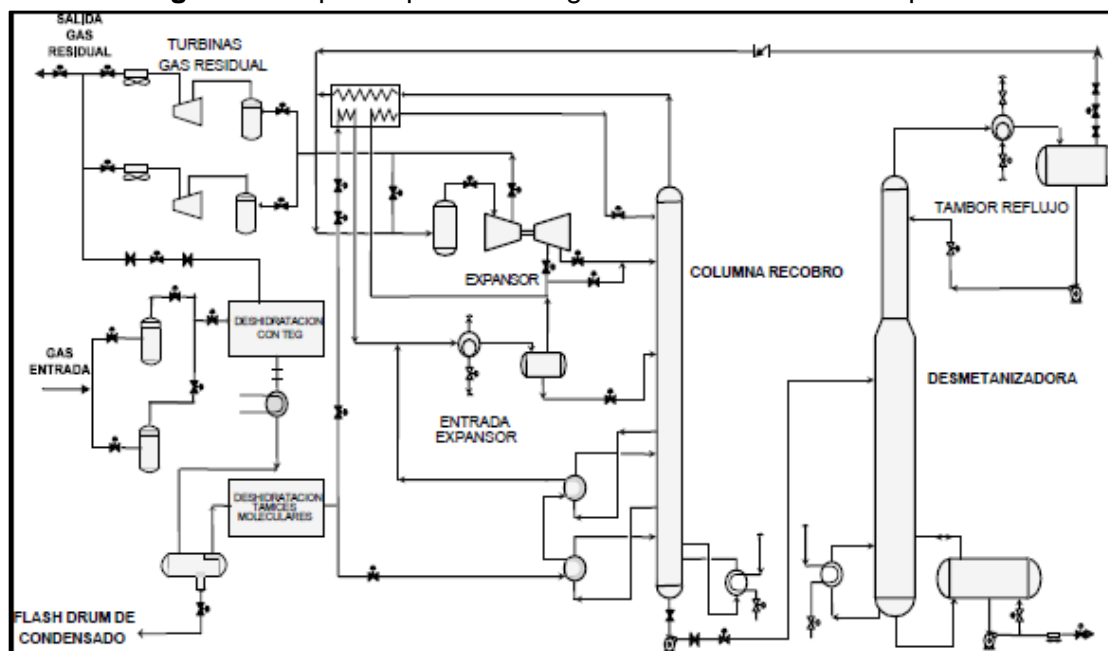 SALIDA
GAS
RESIDUAL
TURBINAS
GAS RESIDUAL
TAMBOR REFLUJO
COLUMNA RECOBRO
EXPANSOR
DESHIDRATACION
CON TEG
GAS
ENTRADA
DESMETANIZADORA
ENTRADA
EXPANSOR
DESHIDRATACION
TAMICES
MOLECULARES
FLASH DRUM DE
CONDENSADO